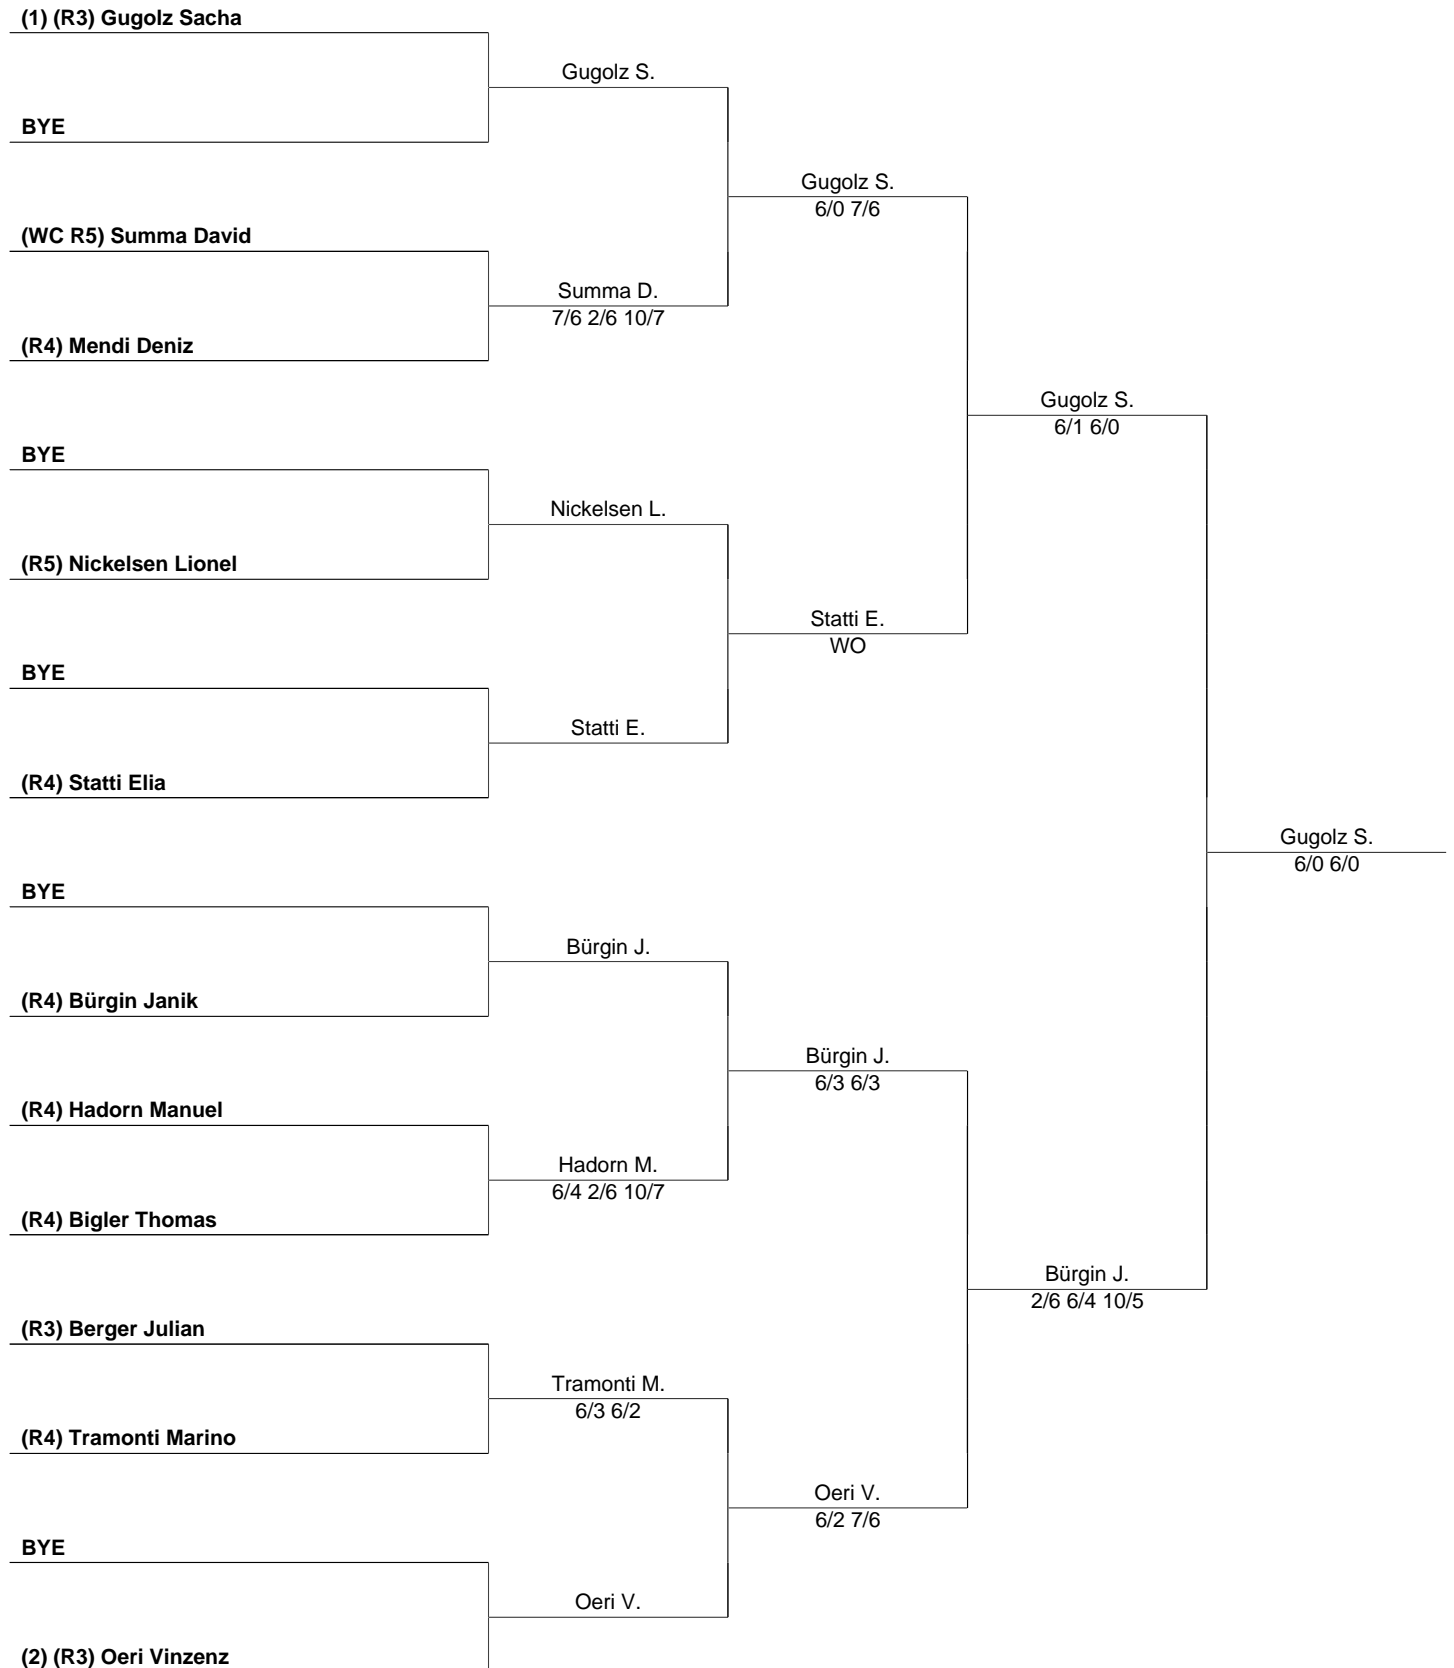 (1) (R3) Gugolz Sacha
Gugolz S.
BYE
Gugolz S.
6/0 7/6
(WC R5) Summa David
Summa D.
7/6 2/6 10/7
(R4) Mendi Deniz
Gugolz S.
6/1 6/0
BYE
Nickelsen L.
(R5) Nickelsen Lionel
Statti E.
WO
BYE
Statti E.
(R4) Statti Elia
Gugolz S.
6/0 6/0
BYE
Bürgin J.
(R4) Bürgin Janik
Bürgin J.
6/3 6/3
(R4) Hadorn Manuel
Hadorn M.
6/4 2/6 10/7
(R4) Bigler Thomas
Bürgin J.
2/6 6/4 10/5
(R3) Berger Julian
Tramonti M.
6/3 6/2
(R4) Tramonti Marino
Oeri V.
6/2 7/6
BYE
Oeri V.
(2) (R3) Oeri Vinzenz